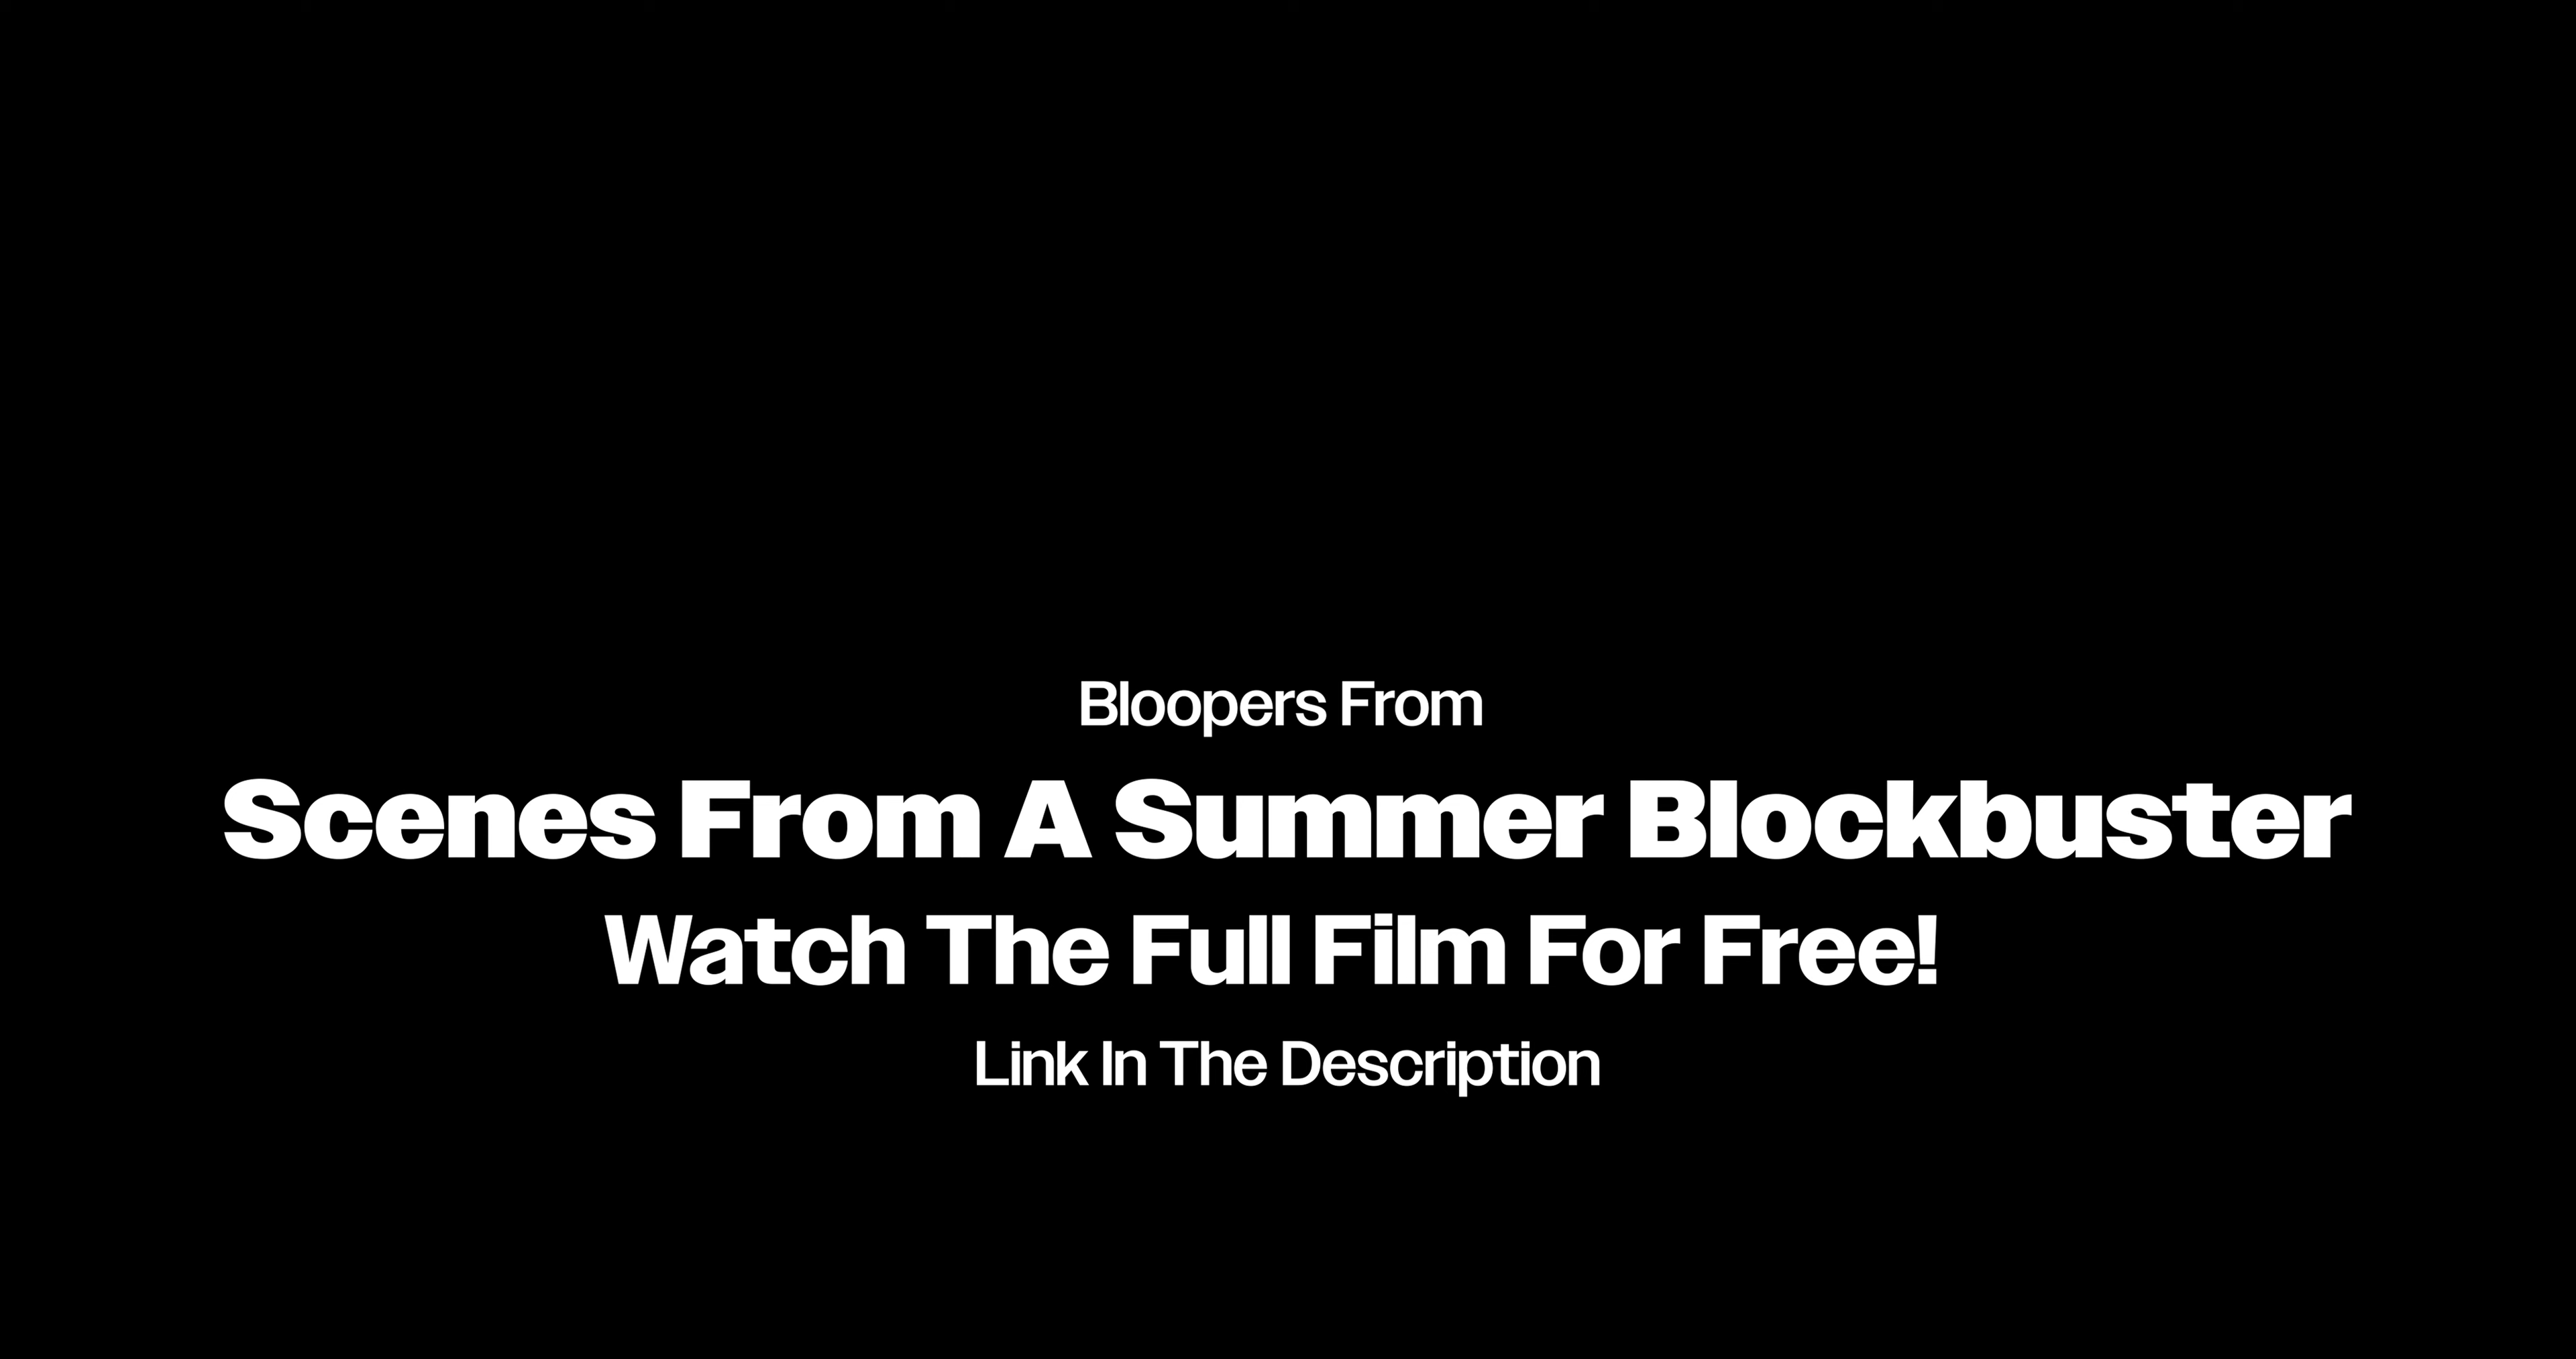 Bloopers From
Scenes From A Summer Blockbuster
Watch The Full Film For Free!
Link In The Description